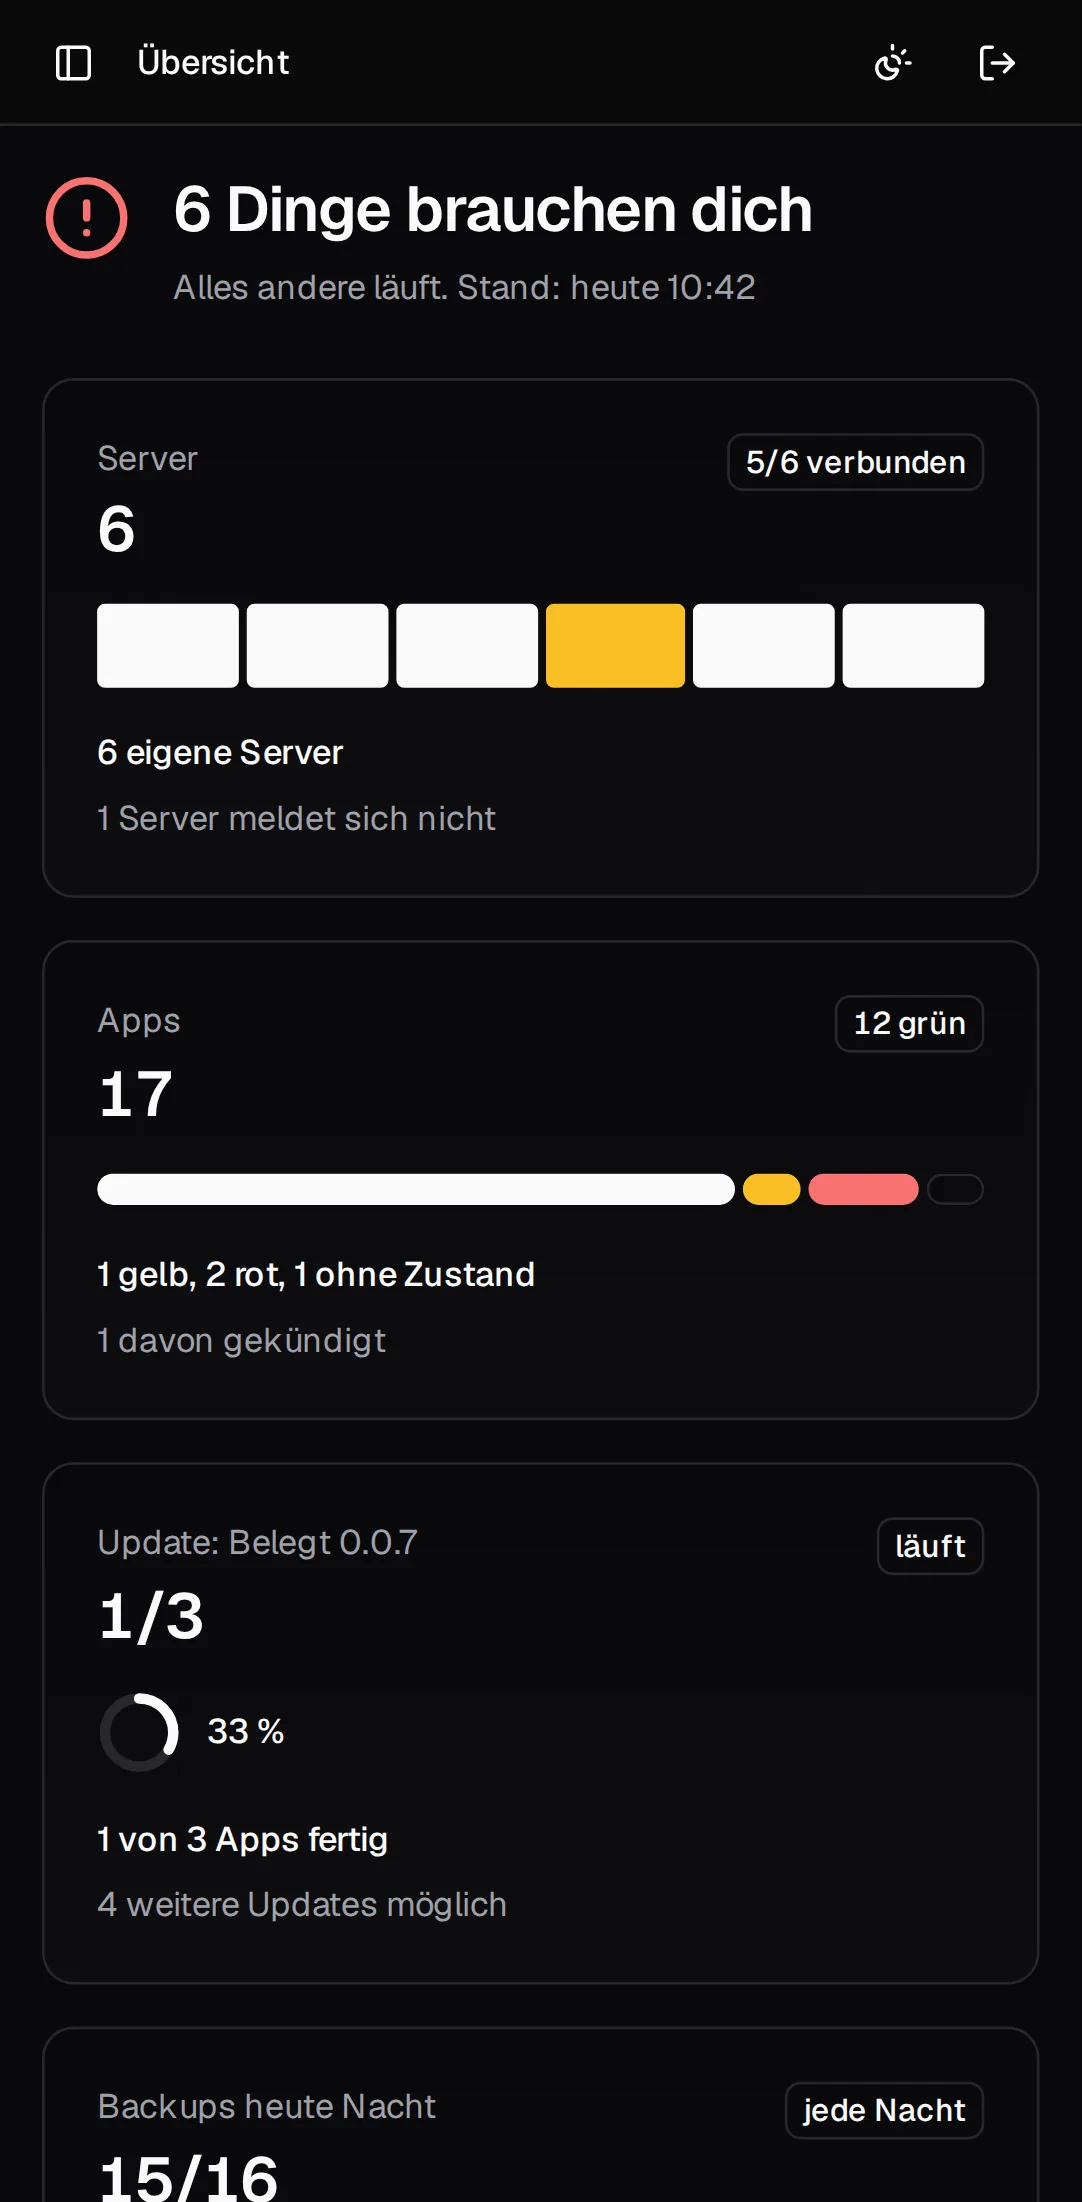 Übersicht
6 Dinge brauchen dich
Alles andere läuft. Stand: heute 10:42
Server
5/6 verbunden
6
6 eigene Server
1 Server meldet sich nicht
Apps
12 grün
17
1 gelb, 2 rot, 1 ohne Zustand
1 davon gekündigt
Update: Belegt 0.0.7
läuft
1/3
33 %
1 von 3 Apps fertig
4 weitere Updates möglich
Backups heute Nacht
jede Nacht
15/16